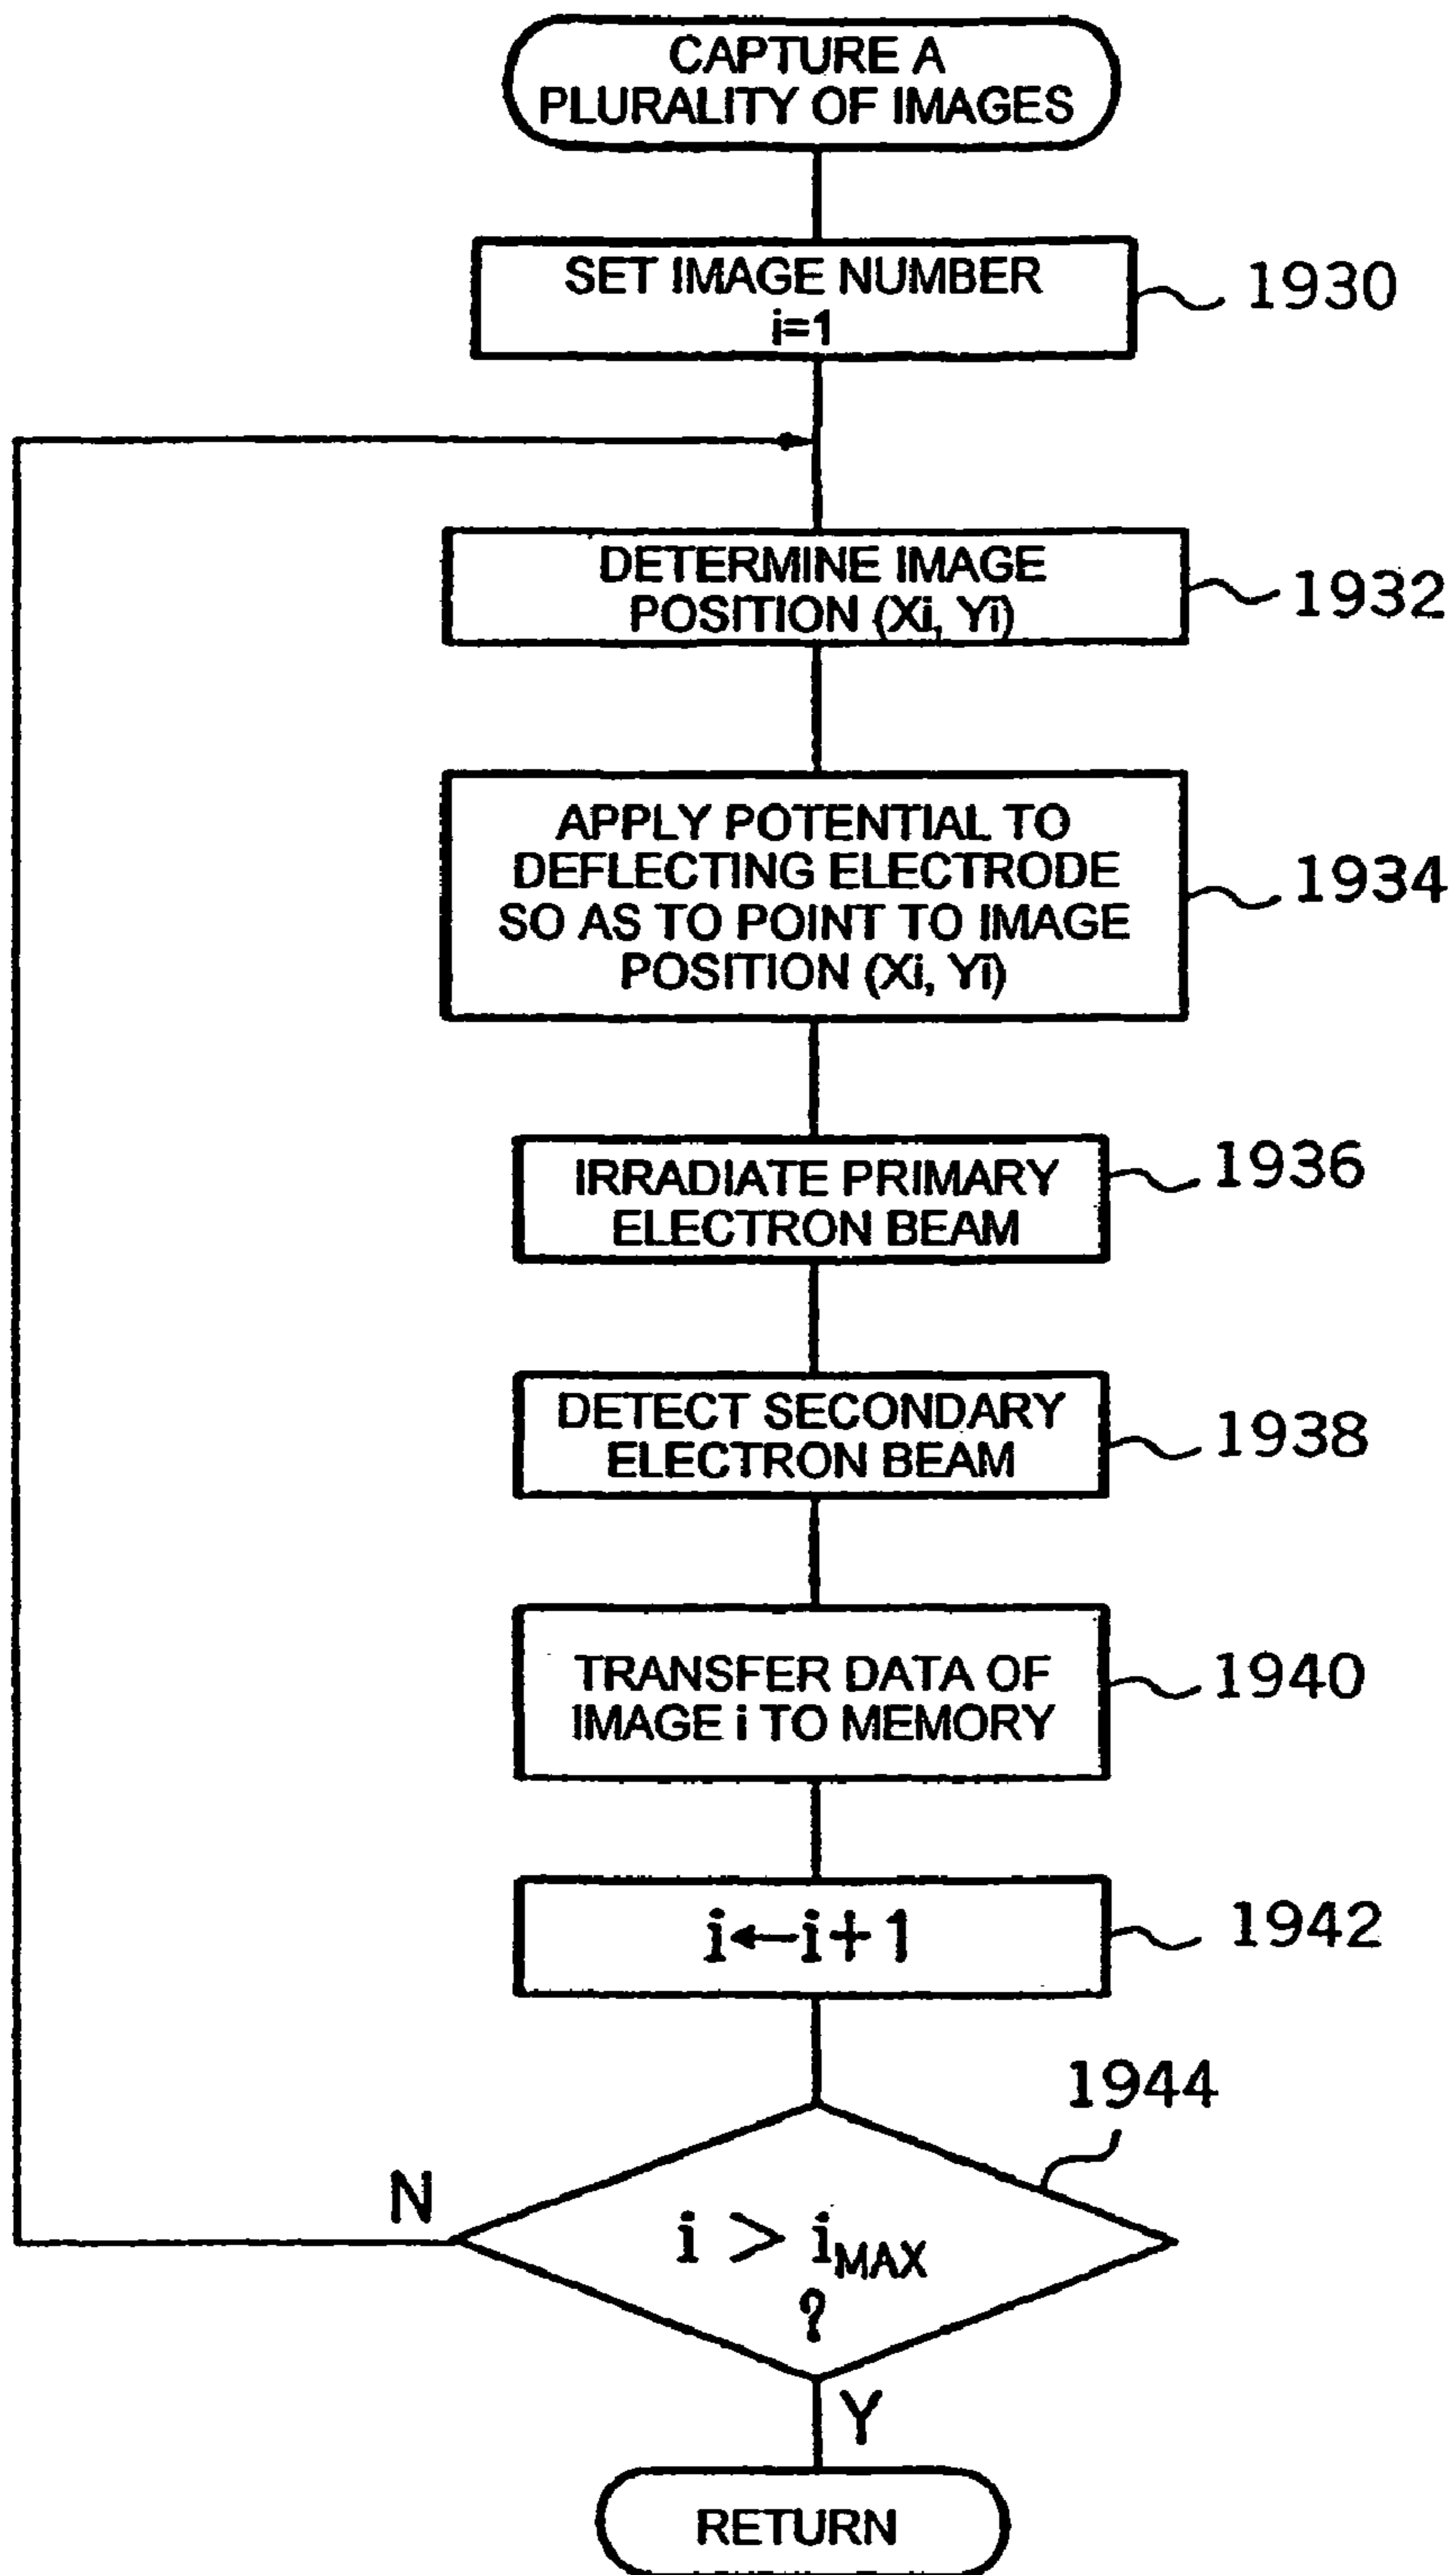 CAPTURE A
PLURALITY OF IMAGES
SET IMAGE NUMBER
i=1
1930
DETERMINE IMAGE
POSITION (Xi, Yi)
1932
APPLY POTENTIAL TO
DEFLECTING ELECTRODE
SO AS TO POINT TO IMAGE
POSITION (Xi, Yi)
1934
IRRADIATE PRIMARY
ELECTRON BEAM
1936
DETECT SECONDARY
ELECTRON BEAM
1938
TRANSFER DATA OF
IMAGE i TO MEMORY
1940
i←i+1
1942
1944
N
i > iMAX
?
Y
RETURN